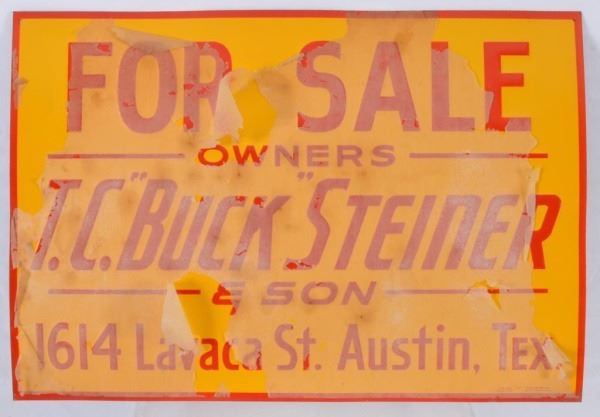 FOR SALE
OWNERS
T.C. "BUCK" STEINER
& SON
1614 Lavaca St. Austin, Tex.